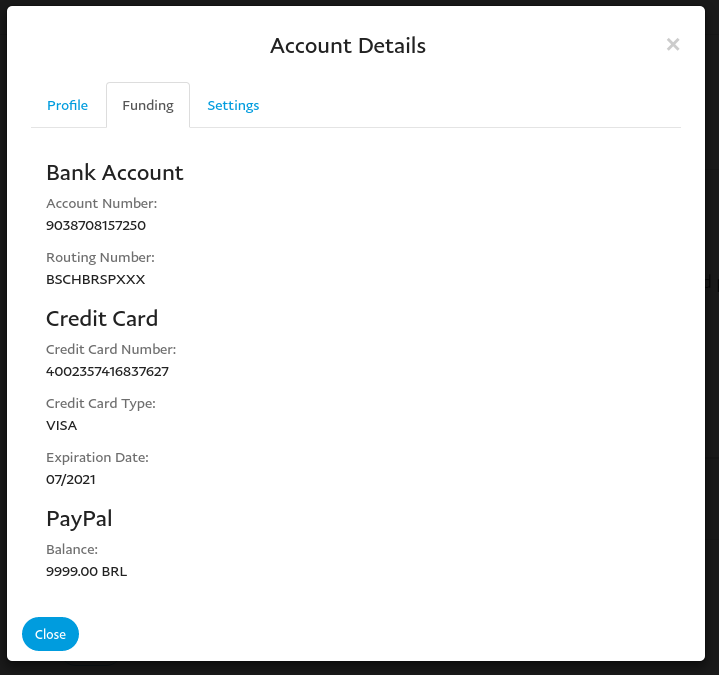 Account Details
×
Profile
Funding
Settings
Bank Account
Account Number:
9038708157250
Routing Number:
BSCHBRSPXXX
Credit Card
Credit Card Number:
4002357416837627
Credit Card Type:
VISA
Expiration Date:
07/2021
PayPal
Balance:
9999.00 BRL
Close